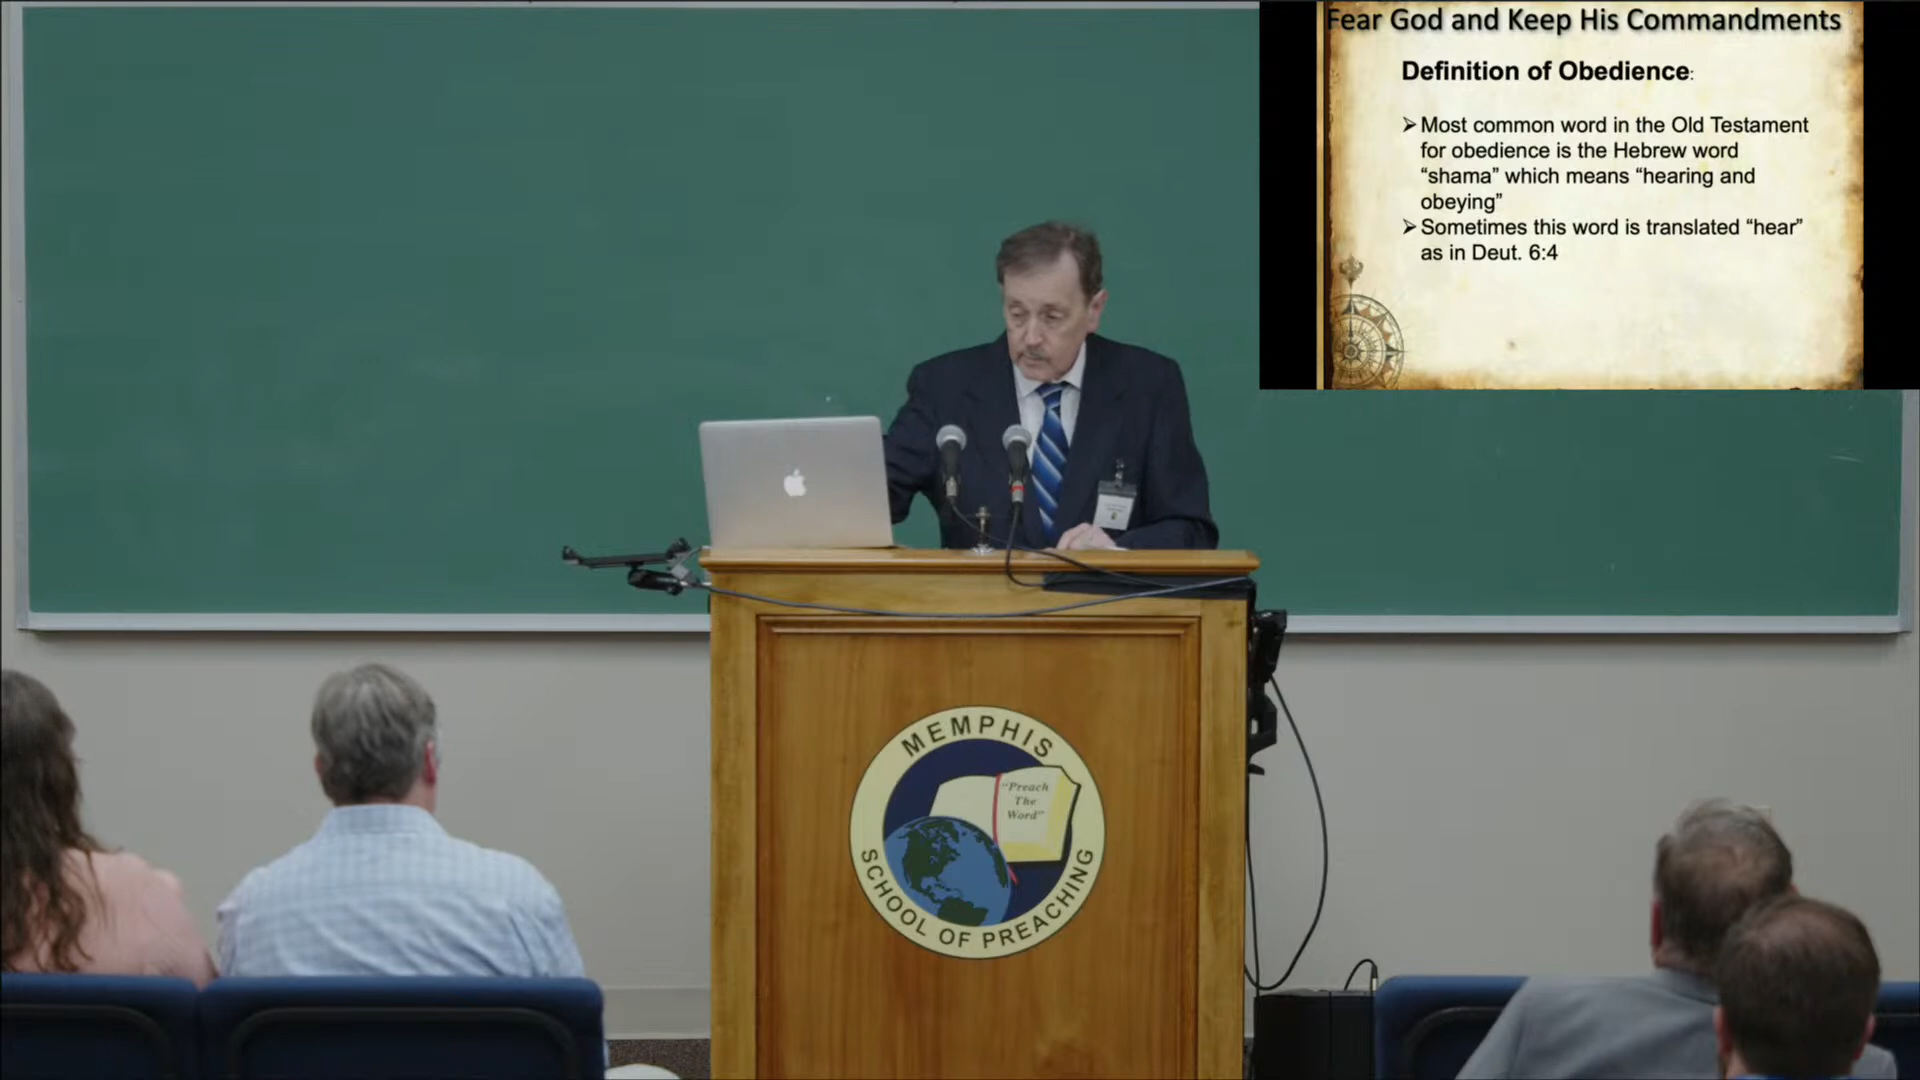 Fear God and Keep His Commandments
Definition of Obedience:
➢Most common word in the Old Testament
for obedience is the Hebrew word
“shama” which means “hearing and
obeying”
➢Sometimes this word is translated “hear”
as in Deut. 6:4
MEMPHIS
"Preach
The
Word"
SCHOOL OF PREACHING